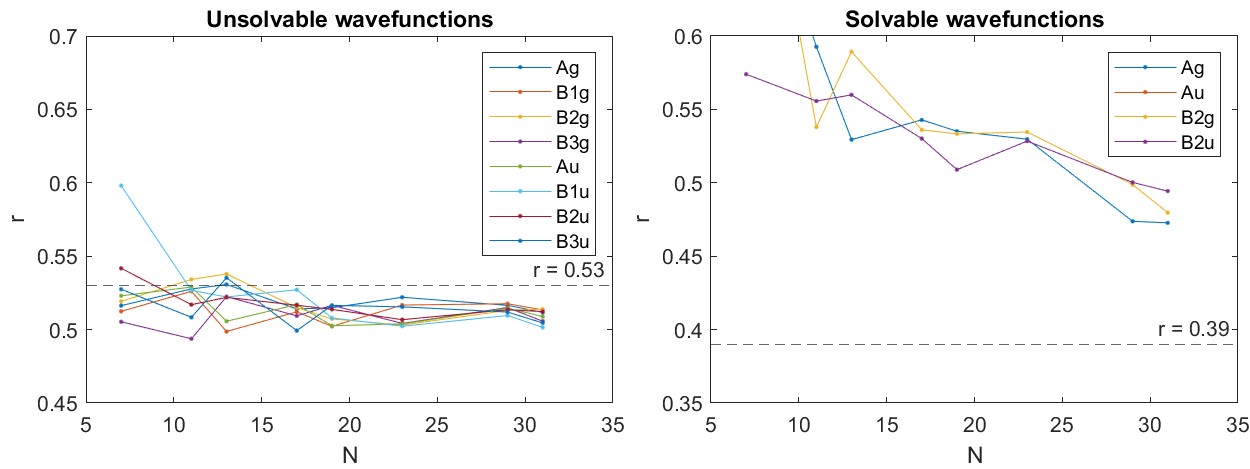 Unsolvable wavefunctions
0.7
0.65
0.6
0.55
0.5
0.45
r
5
10
15
20
25
30
35
N
Ag
B1g
B2g
B3g
Au
B1u
B2u
B3u
r = 0.53
Solvable wavefunctions
0.6
0.55
0.5
0.45
0.4
0.35
r
5
10
15
20
25
30
35
N
Ag
Au
B2g
B2u
r = 0.39